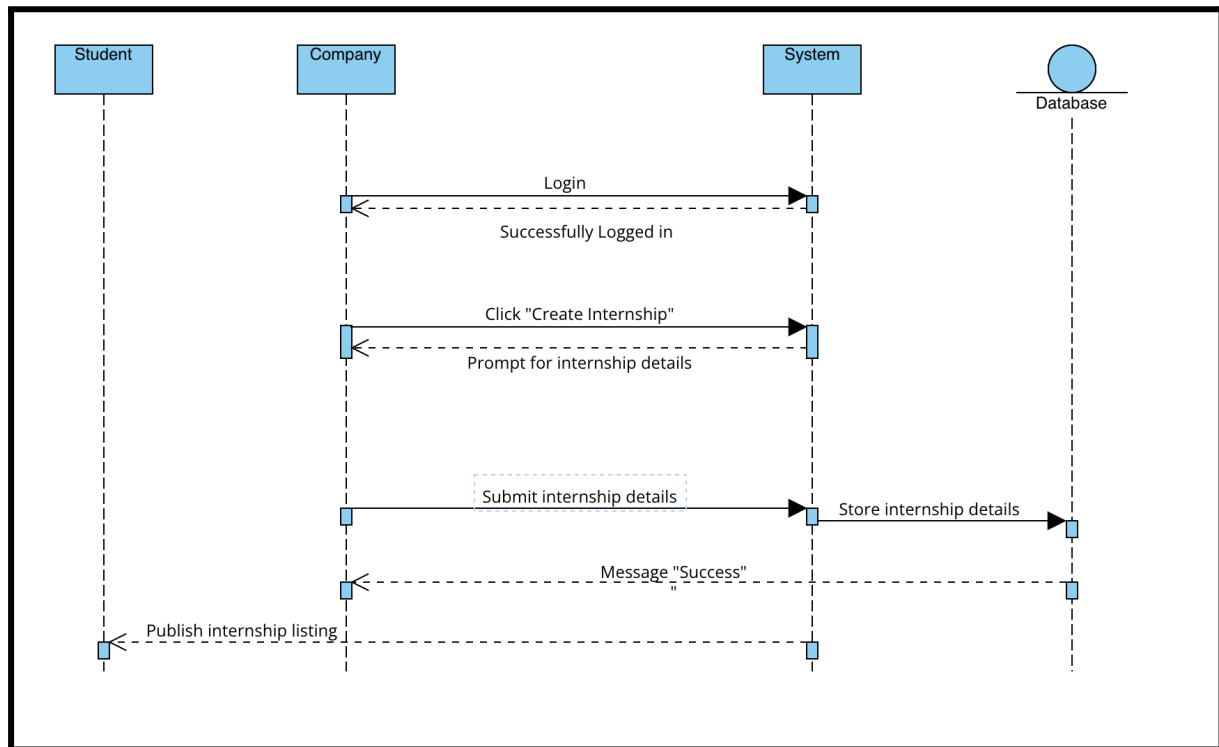 Student
Company
System
Database
Login
Successfully Logged in
Click "Create Internship"
Prompt for internship details
Submit internship details
Store internship details
Message "Success"
"
Publish internship listing